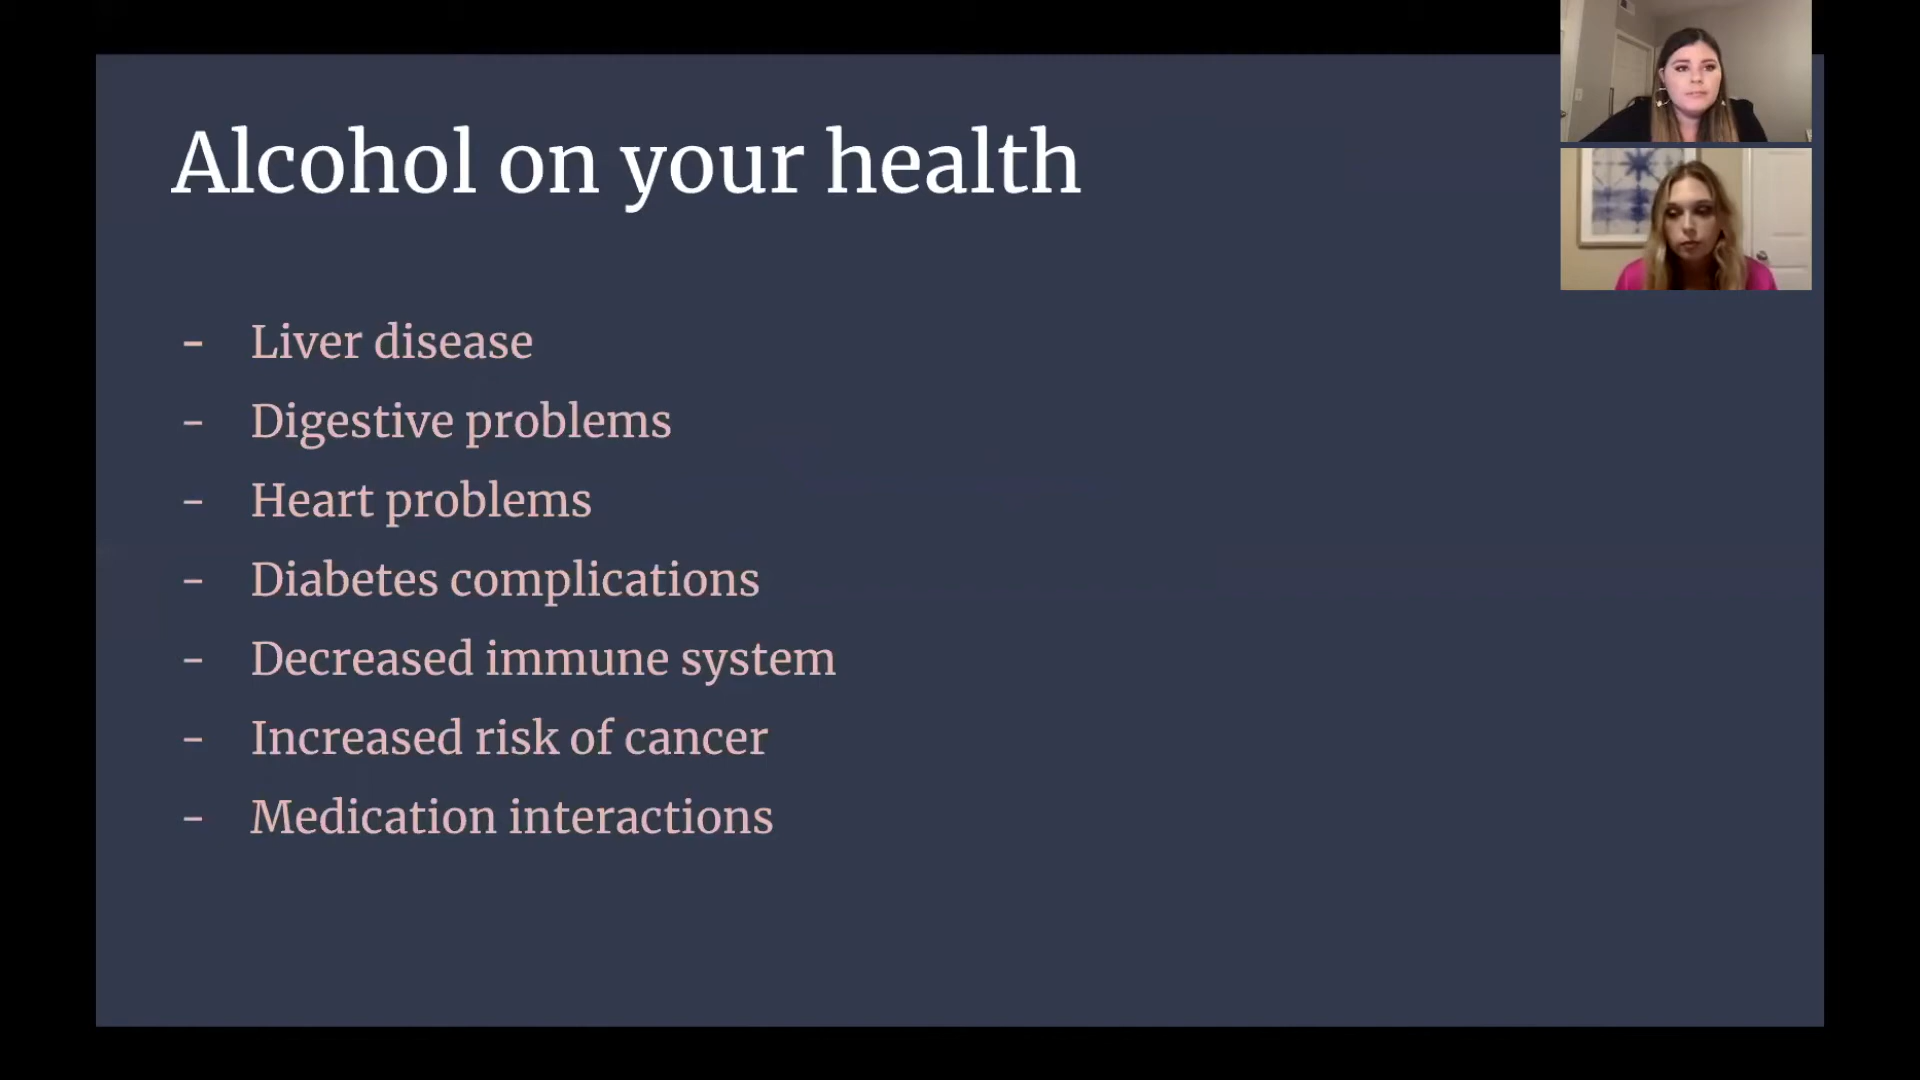 Alcohol on your health
- Liver disease
- Digestive problems
- Heart problems
- Diabetes complications
- Decreased immune system
- Increased risk of cancer
- Medication interactions